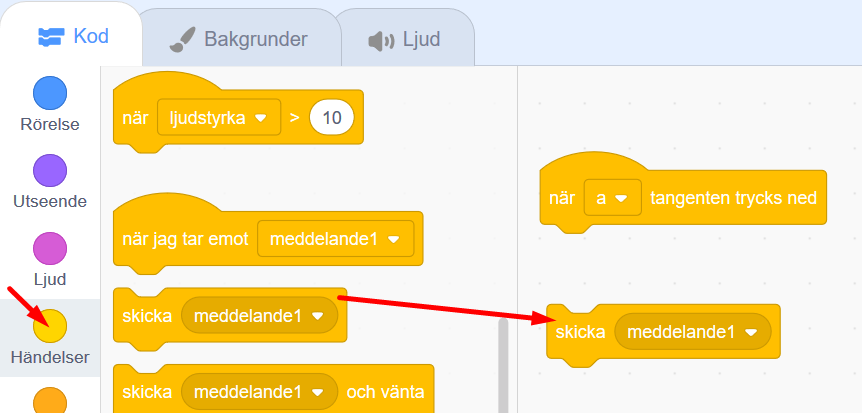 Kod
Bakgrunder
Ljud
Rörelse
Utseende
Ljud
Händelser
när ljudstyrka > 10
när jag tar emot meddelande1
skicka meddelande1
skicka meddelande1 och vänta
när a tangenten trycks ned
skicka meddelande1